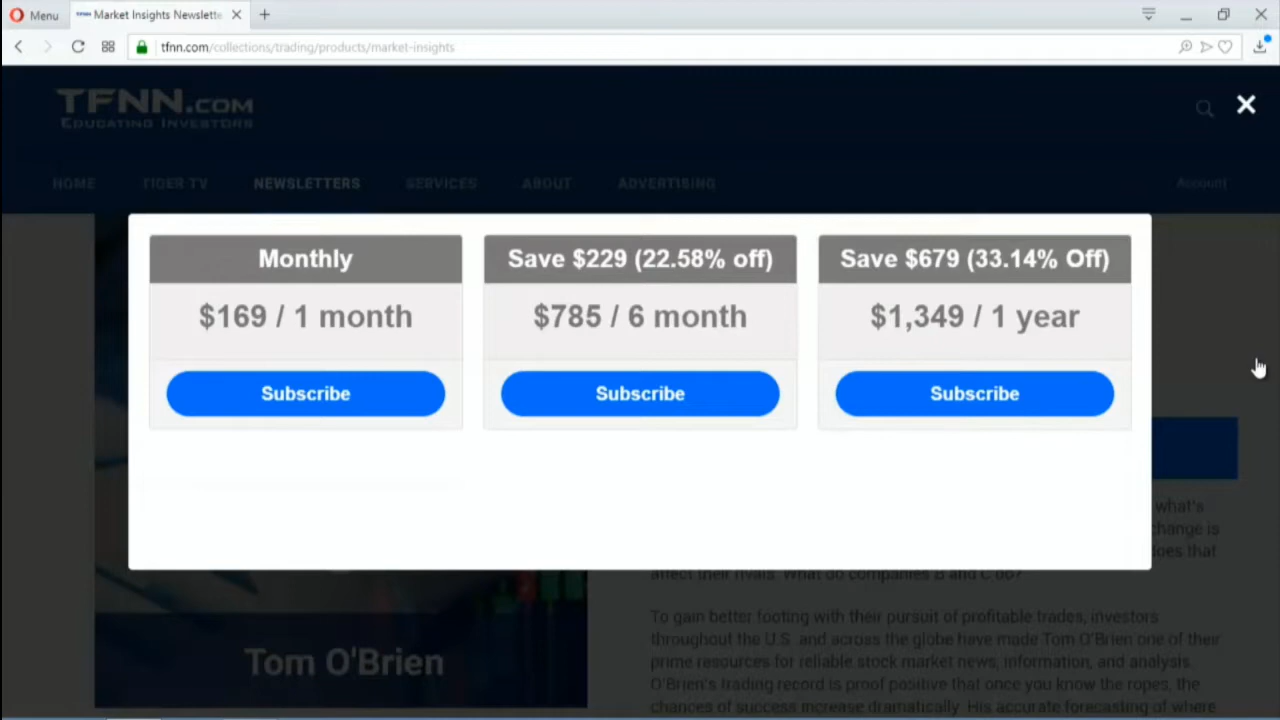 Menu
TFNN Market Insights Newslette
tfnn.com/collections/trading/products/market-insights
TFNN.COM
EDUCATING INVESTORS
HOME TIGER TV NEWSLETTERS SERVICES ABOUT ADVERTISING Account
Monthly
$169 / 1 month
Subscribe
Save $229 (22.58% off)
$785 / 6 month
Subscribe
Save $679 (33.14% Off)
$1,349 / 1 year
Subscribe
what's
change is
does that
affect their rivals. What do companies B and C do?
To gain better footing with their pursuit of profitable trades, investors
throughout the U.S. and across the globe have made Tom O'Brien one of their
prime resources for reliable stock market news, information, and analysis.
O'Brien's trading record is proof positive that once you know the ropes, the
chances of success increase dramatically. His accurate forecasting of where
Tom O'Brien